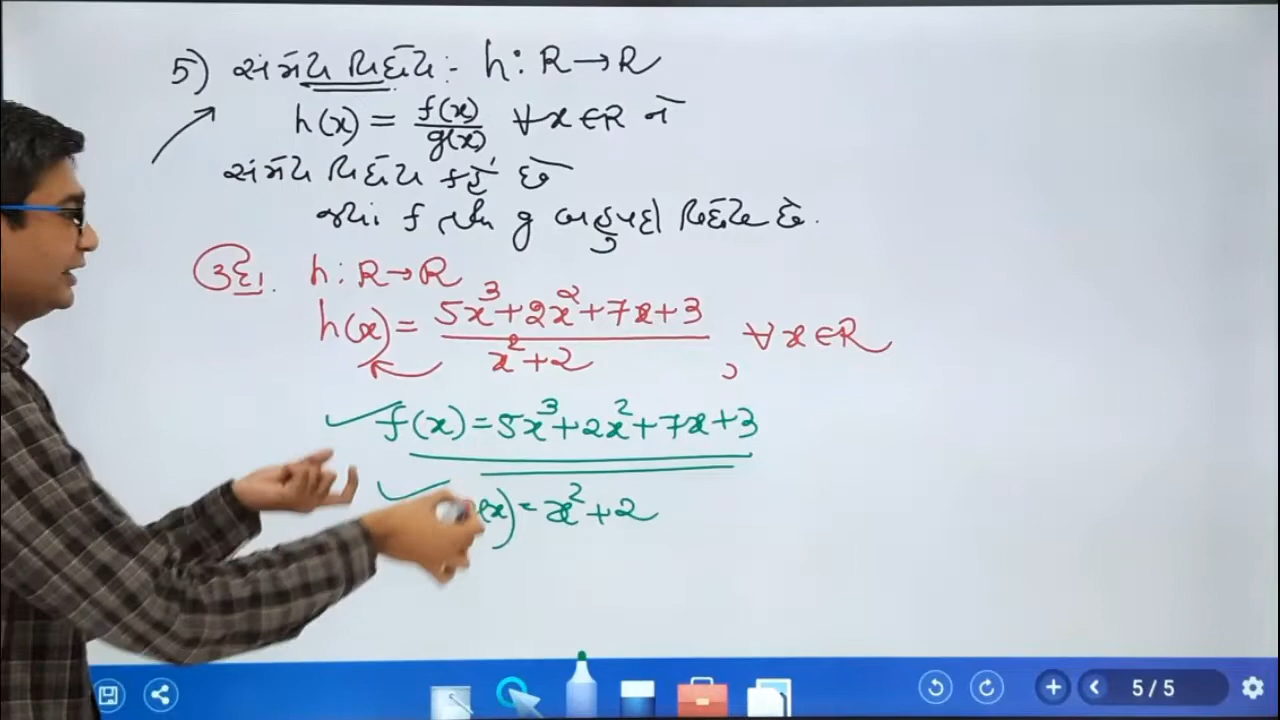 5) સંમેય વિધેય :- h: R→R
h(x) = f(x)/g(x) ∀x∈R ને
સંમેય વિધેય કહે છે
જ્યાં f તથા g બહુપદી વિધેય છે.
ઉદા. h: R→R
h(x) = (5x³+2x²+7x+3)/(x²+2), ∀x∈R
f(x) = 5x³+2x²+7x+3
(x) = x²+2
5/5